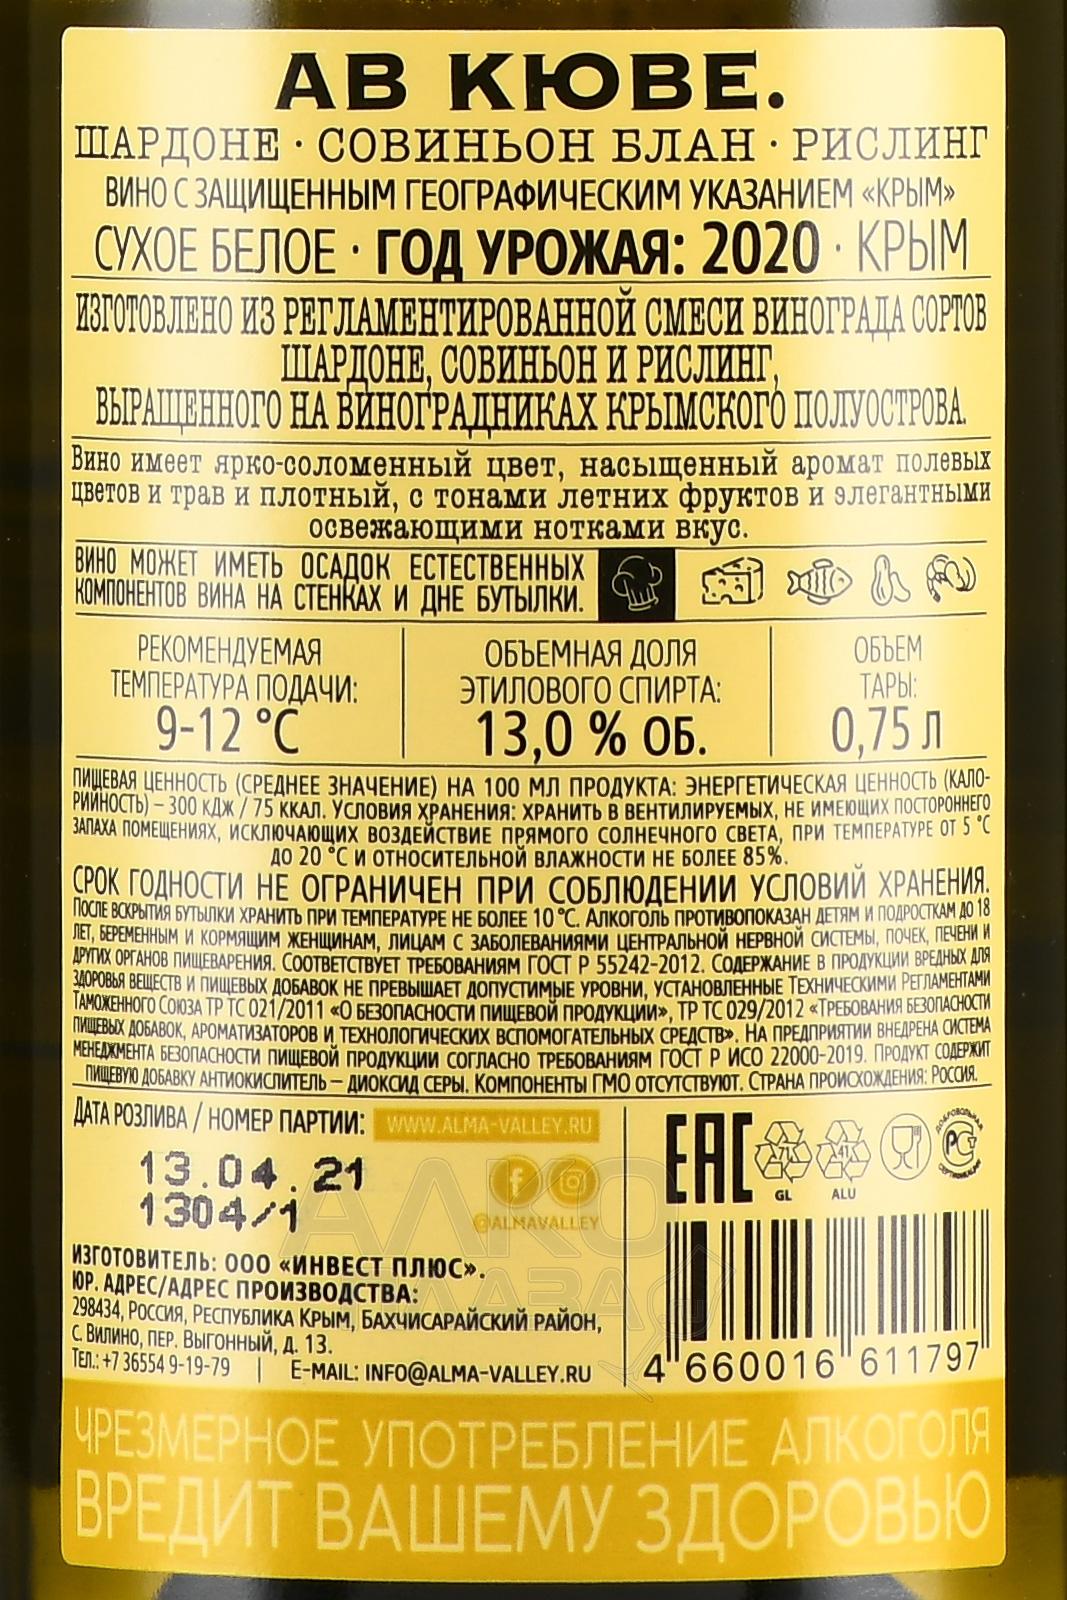 АВ КЮВЕ.
ШАРДОНЕ · СОВИНЬОН БЛАН · РИСЛИНГ
ВИНО С ЗАЩИЩЕННЫМ ГЕОГРАФИЧЕСКИМ УКАЗАНИЕМ «КРЫМ»
СУХОЕ БЕЛОЕ · ГОД УРОЖАЯ: 2020 · КРЫМ
ИЗГОТОВЛЕНО ИЗ РЕГЛАМЕНТИРОВАННОЙ СМЕСИ ВИНОГРАДА СОРТОВ
ШАРДОНЕ, СОВИНЬОН И РИСЛИНГ,
ВЫРАЩЕННОГО НА ВИНОГРАДНИКАХ КРЫМСКОГО ПОЛУОСТРОВА.
Вино имеет ярко-соломенный цвет, насыщенный аромат полевых
цветов и трав и плотный, с тонами летних фруктов и элегантными
освежающими нотками вкус.
ВИНО МОЖЕТ ИМЕТЬ ОСАДОК ЕСТЕСТВЕННЫХ
КОМПОНЕНТОВ ВИНА НА СТЕНКАХ И ДНЕ БУТЫЛКИ.
РЕКОМЕНДУЕМАЯ
ТЕМПЕРАТУРА ПОДАЧИ:
9-12 °С
ОБЪЕМНАЯ ДОЛЯ
ЭТИЛОВОГО СПИРТА:
13,0 % ОБ.
ОБЪЕМ
ТАРЫ:
0,75 Л
ПИЩЕВАЯ ЦЕННОСТЬ (СРЕДНЕЕ ЗНАЧЕНИЕ) НА 100 МЛ ПРОДУКТА: ЭНЕРГЕТИЧЕСКАЯ ЦЕННОСТЬ (КАЛО-
РИЙНОСТЬ) – 300 КДЖ / 75 ККАЛ. УСЛОВИЯ ХРАНЕНИЯ: ХРАНИТЬ В ВЕНТИЛИРУЕМЫХ, НЕ ИМЕЮЩИХ ПОСТОРОННЕГО
ЗАПАХА ПОМЕЩЕНИЯХ, ИСКЛЮЧАЮЩИХ ВОЗДЕЙСТВИЕ ПРЯМОГО СОЛНЕЧНОГО СВЕТА, ПРИ ТЕМПЕРАТУРЕ ОТ 5 °С
ДО 20 °С И ОТНОСИТЕЛЬНОЙ ВЛАЖНОСТИ НЕ БОЛЕЕ 85%.
СРОК ГОДНОСТИ НЕ ОГРАНИЧЕН ПРИ СОБЛЮДЕНИИ УСЛОВИЙ ХРАНЕНИЯ.
ПОСЛЕ ВСКРЫТИЯ БУТЫЛКИ ХРАНИТЬ ПРИ ТЕМПЕРАТУРЕ НЕ БОЛЕЕ 10 °С. АЛКОГОЛЬ ПРОТИВОПОКАЗАН ДЕТЯМ И ПОДРОСТКАМ ДО 18
ЛЕТ, БЕРЕМЕННЫМ И КОРМЯЩИМ ЖЕНЩИНАМ, ЛИЦАМ С ЗАБОЛЕВАНИЯМИ ЦЕНТРАЛЬНОЙ НЕРВНОЙ СИСТЕМЫ, ПОЧЕК, ПЕЧЕНИ И
ДРУГИХ ОРГАНОВ ПИЩЕВАРЕНИЯ. СООТВЕТСТВУЕТ ТРЕБОВАНИЯМ ГОСТ Р 55242-2012. СОДЕРЖАНИЕ В ПРОДУКЦИИ ВРЕДНЫХ ДЛЯ
ЗДОРОВЬЯ ВЕЩЕСТВ И ПИЩЕВЫХ ДОБАВОК НЕ ПРЕВЫШАЕТ ДОПУСТИМЫЕ УРОВНИ, УСТАНОВЛЕННЫЕ ТЕХНИЧЕСКИМИ РЕГЛАМЕНТАМИ
ТАМОЖЕННОГО СОЮЗА ТР ТС 021/2011 «О БЕЗОПАСНОСТИ ПИЩЕВОЙ ПРОДУКЦИИ», ТР ТС 029/2012 «ТРЕБОВАНИЯ БЕЗОПАСНОСТИ
ПИЩЕВЫХ ДОБАВОК, АРОМАТИЗАТОРОВ И ТЕХНОЛОГИЧЕСКИХ ВСПОМОГАТЕЛЬНЫХ СРЕДСТВ». НА ПРЕДПРИЯТИИ ВНЕДРЕНА СИСТЕМА
МЕНЕДЖМЕНТА БЕЗОПАСНОСТИ ПИЩЕВОЙ ПРОДУКЦИИ СОГЛАСНО ТРЕБОВАНИЯМ ГОСТ Р ИСО 22000-2019. ПРОДУКТ СОДЕРЖИТ
ПИЩЕВУЮ ДОБАВКУ АНТИОКИСЛИТЕЛЬ – ДИОКСИД СЕРЫ. КОМПОНЕНТЫ ГМО ОТСУТСТВУЮТ. СТРАНА ПРОИСХОЖДЕНИЯ: РОССИЯ.
ДАТА РОЗЛИВА / НОМЕР ПАРТИИ:
WWW.ALMA-VALLEY.RU
13.04.21
1304/1
@ALMAVALLEY
ИЗГОТОВИТЕЛЬ: ООО «ИНВЕСТ ПЛЮС».
ЮР. АДРЕС/АДРЕС ПРОИЗВОДСТВА:
298434, РОССИЯ, РЕСПУБЛИКА КРЫМ, БАХЧИСАРАЙСКИЙ РАЙОН,
С. ВИЛИНО, ПЕР. ВЫГОННЫЙ, Д. 13.
ТЕЛ.: +7 36554 9-19-79 | E-MAIL: INFO@ALMA-VALLEY.RU
EAC
71
GL
41
ALU
ДОБРОВОЛЬНАЯ
РСТ
СЕРТИФИКАЦИЯ
4 660016 611797
АЛКО
ЛАВКА
ЧРЕЗМЕРНОЕ УПОТРЕБЛЕНИЕ АЛКОГОЛЯ
ВРЕДИТ ВАШЕМУ ЗДОРОВЬЮ